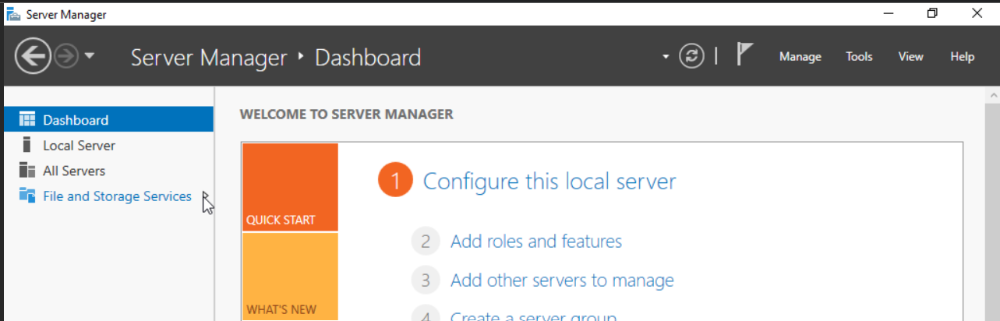 Server Manager
Server Manager ‣ Dashboard
Manage Tools View Help
Dashboard
Local Server
All Servers
File and Storage Services
WELCOME TO SERVER MANAGER
QUICK START
WHAT'S NEW
1 Configure this local server
2 Add roles and features
3 Add other servers to manage
4 Create a server group